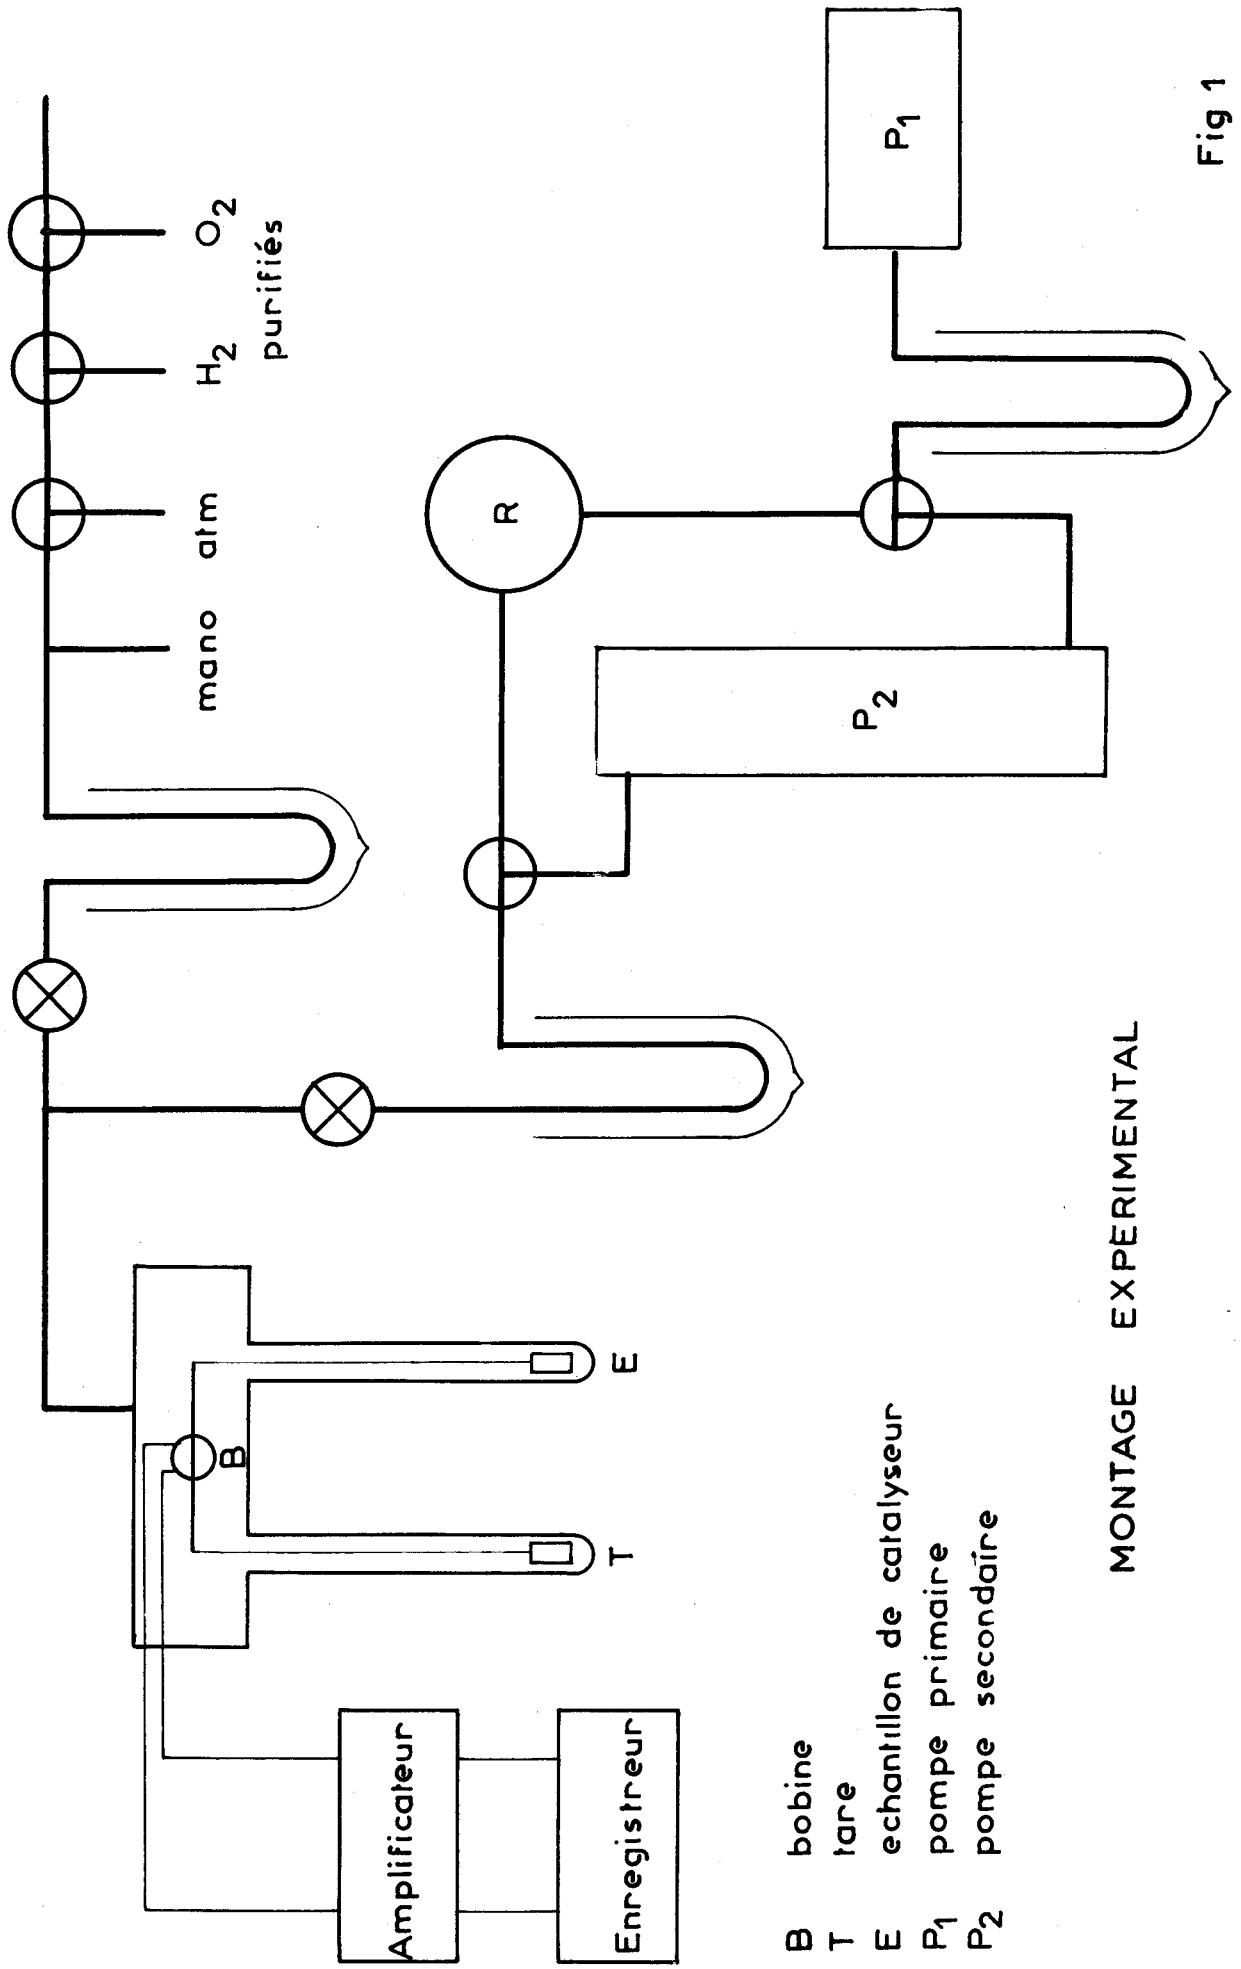 mano atm H2 O2
purifiés
R
P1
P2
B
T E
Amplificateur
Enregistreur
B bobine
T tare
E echantillon de catalyseur
P1 pompe primaire
P2 pompe secondaire
MONTAGE EXPERIMENTAL
Fig 1